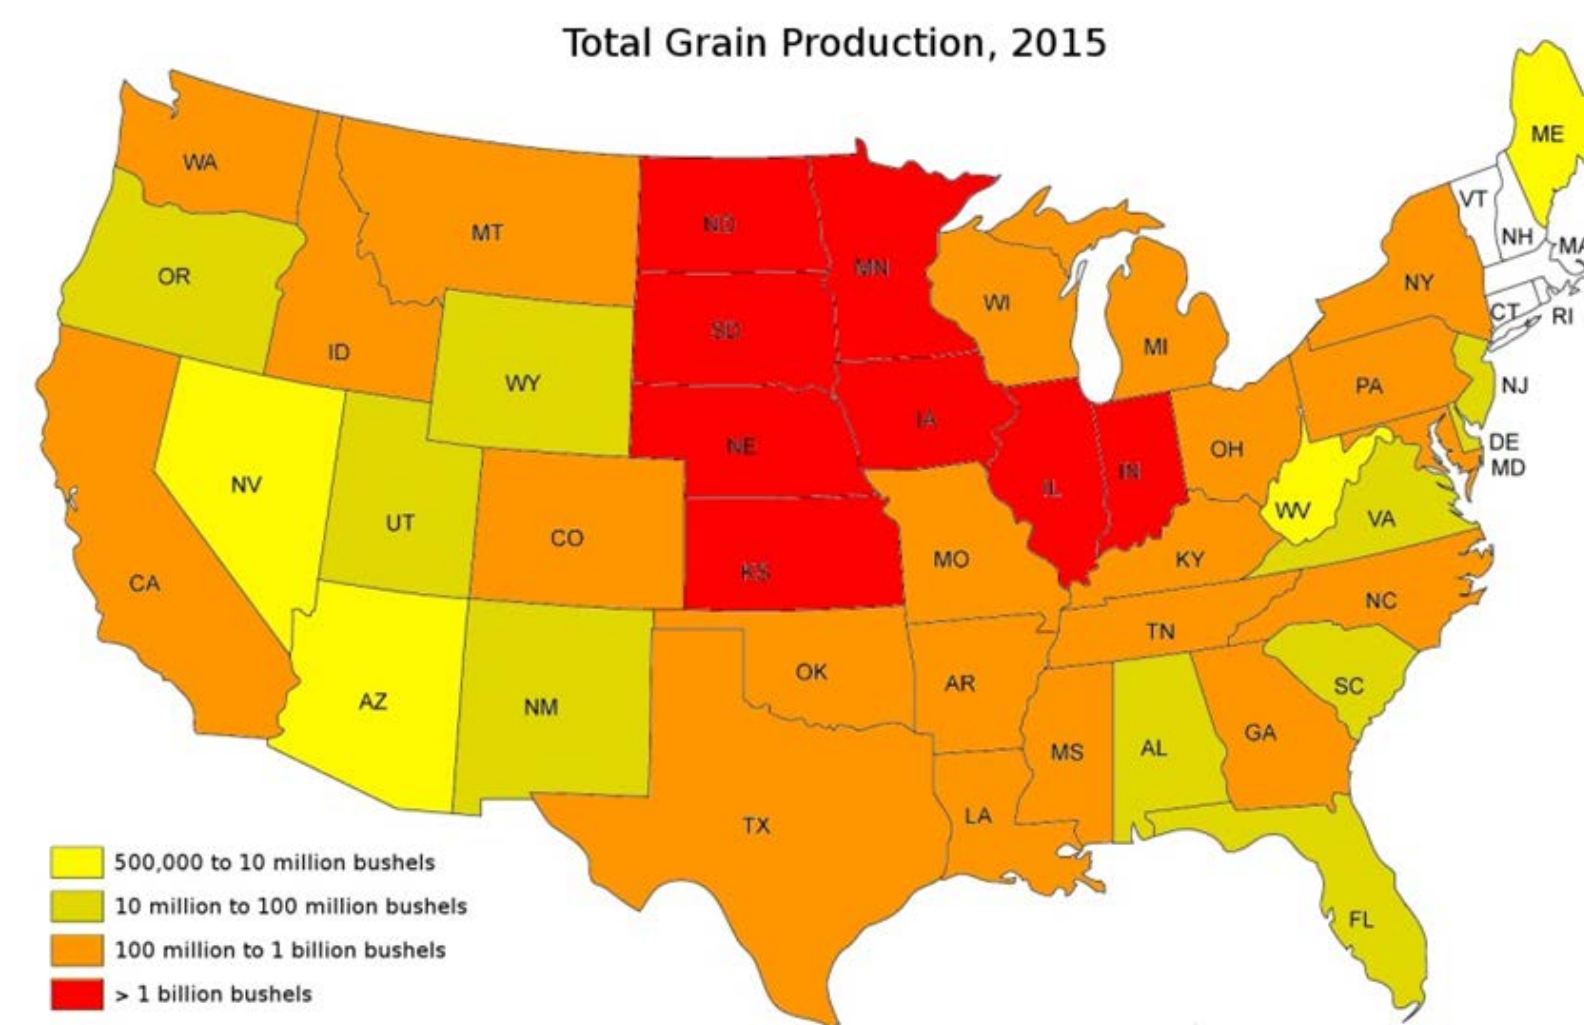 Total Grain Production, 2015
ME
WA
VT
MT
ND
NH
MA
OR
MN
NY
WI
CT
RI
SD
MI
ID
WY
PA
NJ
IA
NE
OH
DE
MD
NV
IN
IL
WV
UT
VA
CO
MO
KY
KS
CA
NC
TN
OK
AR
SC
AZ
NM
GA
MS
AL
LA
TX
FL
500,000 to 10 million bushels
10 million to 100 million bushels
100 million to 1 billion bushels
> 1 billion bushels